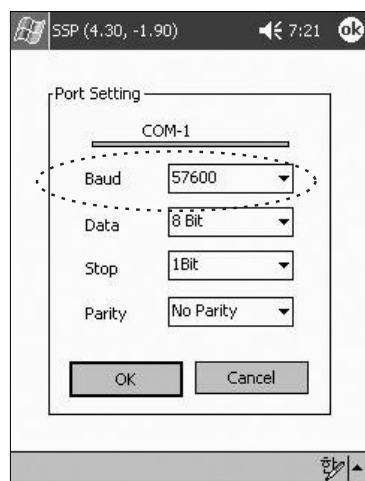 SSP (4.30, -1.90) 7:21 ok
Port Setting
COM-1
Baud 57600
Data 8 Bit
Stop 1Bit
Parity No Parity
OK Cancel
한